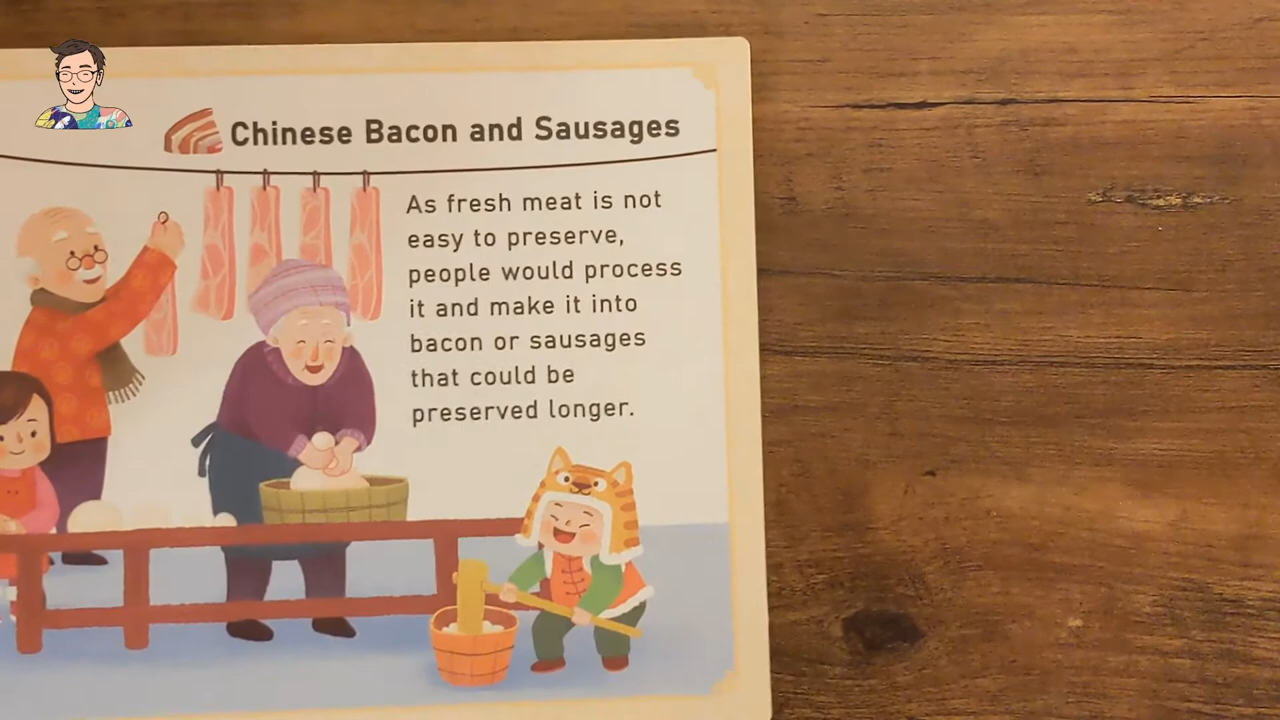 Chinese Bacon and Sausages
As fresh meat is not
easy to preserve,
people would process
it and make it into
bacon or sausages
that could be
preserved longer.